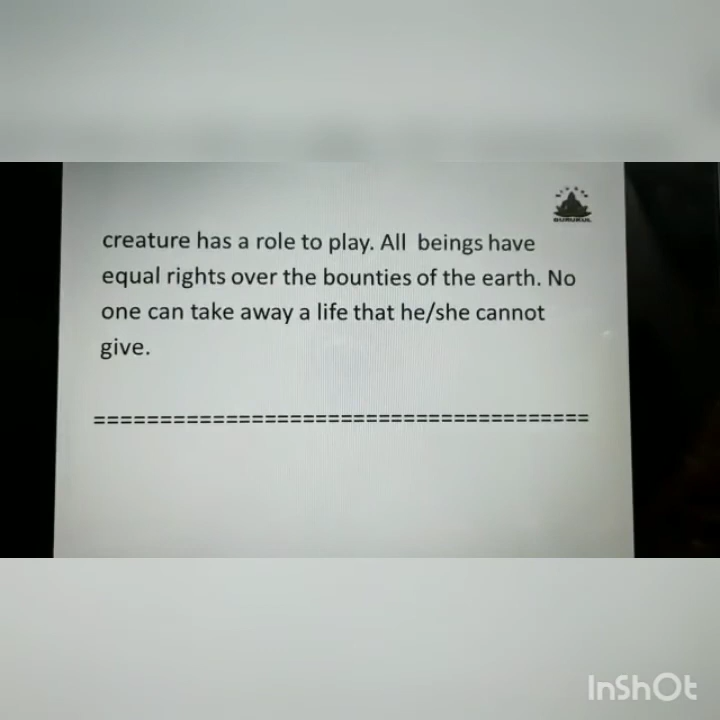 GURUKUL
creature has a role to play. All beings have
equal rights over the bounties of the earth. No
one can take away a life that he/she cannot
give.
=====================================
InShOt